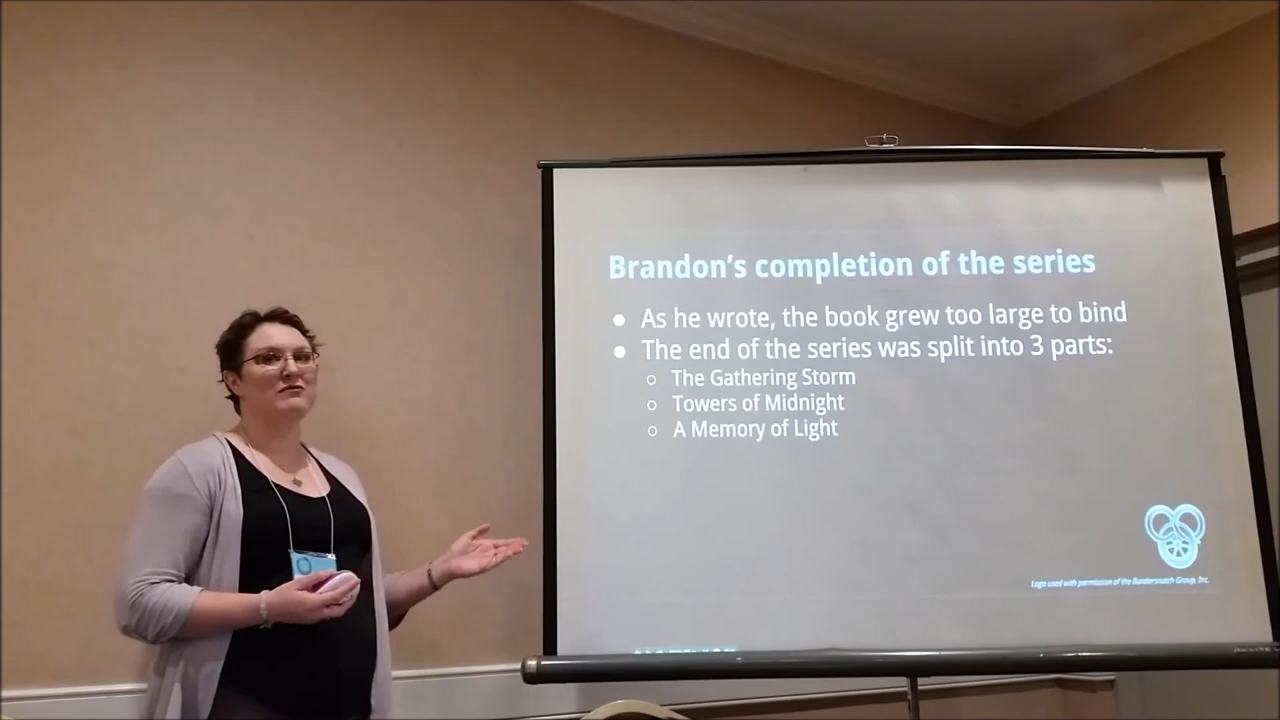 Brandon's completion of the series
● As he wrote, the book grew too large to bind
● The end of the series was split into 3 parts:
○ The Gathering Storm
○ Towers of Midnight
○ A Memory of Light
Logo used with permission of the Bandersnatch Group, Inc.